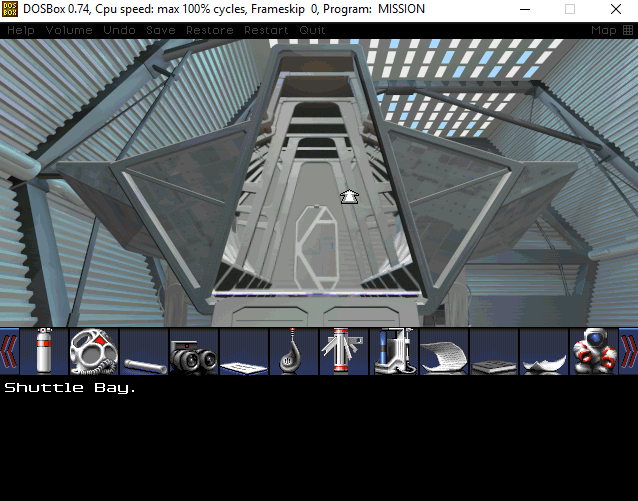 DOSBox 0.74, Cpu speed: max 100% cycles, Frameskip 0, Program: MISSION
Help Volume Undo Save Restore Restart Quit Map
Shuttle Bay.